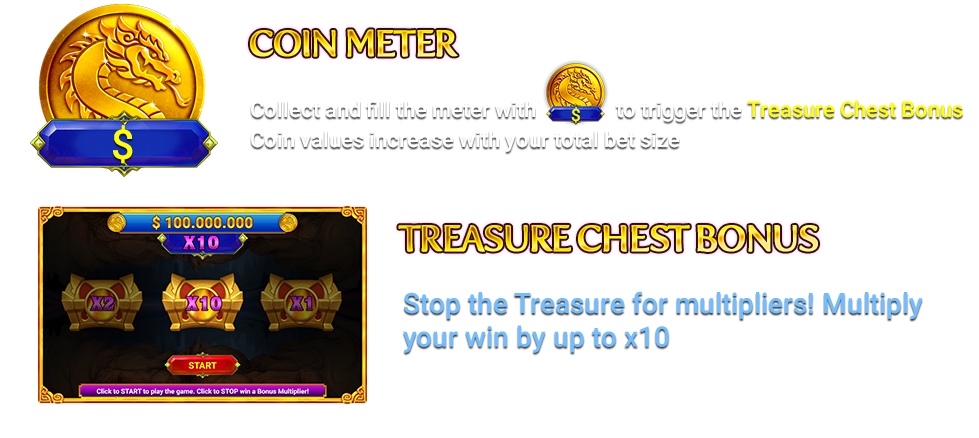 COIN METER
$
Collect and fill the meter with $ to trigger the Treasure Chest Bonus
Coin values increase with your total bet size
TREASURE CHEST BONUS
$ 100.000.000
X10
X2 X10 X1
START
Click to START to play the game. Click to STOP win a Bonus Multiplier!
Stop the Treasure for multipliers! Multiply
your win by up to x10